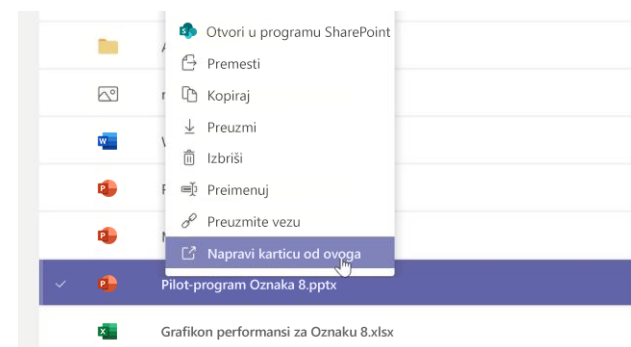 Otvori u programu SharePoint
Premesti
Kopiraj
Preuzmi
Izbriši
Preimenuj
Preuzmite vezu
Napravi karticu od ovoga
Pilot-program Oznaka 8.pptx
Grafikon performansi za Oznaku 8.xlsx